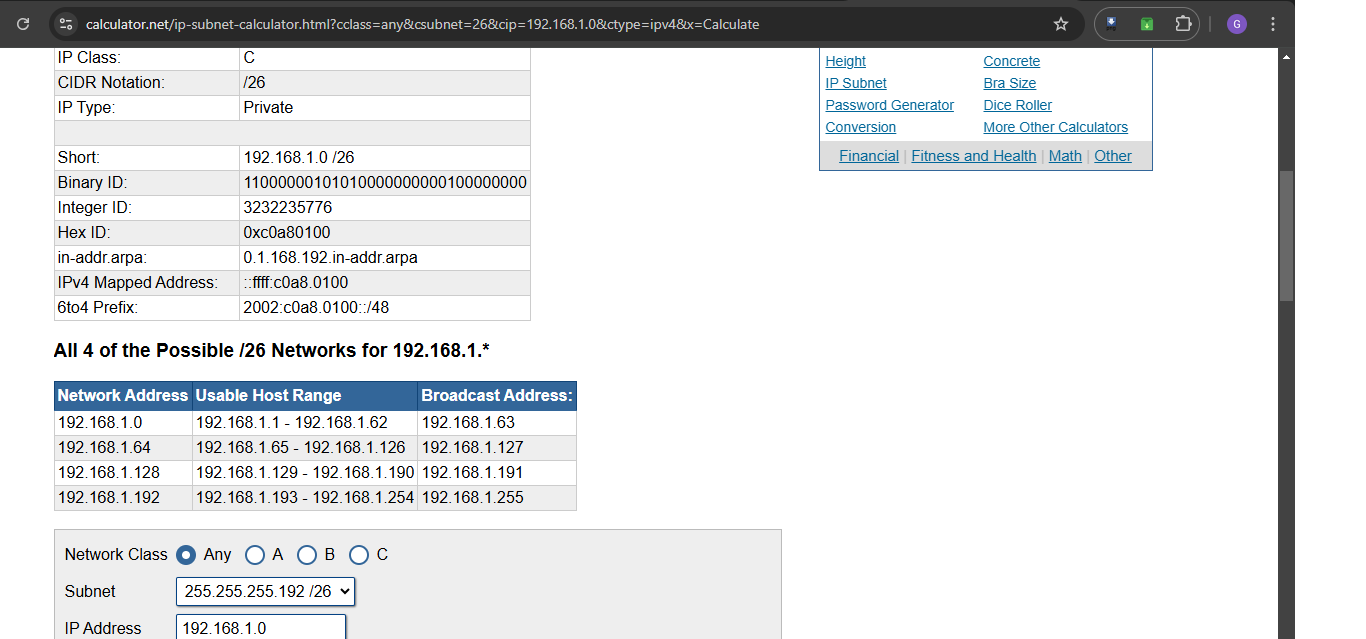 calculator.net/ip-subnet-calculator.html?cclass=any&csubnet=26&cip=192.168.1.0&ctype=ipv4&x=Calculate
G
IP Class: C
CIDR Notation: /26
IP Type: Private
Short: 192.168.1.0 /26
Binary ID: 11000000101010000000000100000000
Integer ID: 3232235776
Hex ID: 0xc0a80100
in-addr.arpa: 0.1.168.192.in-addr.arpa
IPv4 Mapped Address: ::ffff:c0a8.0100
6to4 Prefix: 2002:c0a8.0100::/48
Height Concrete
IP Subnet Bra Size
Password Generator Dice Roller
Conversion More Other Calculators
Financial | Fitness and Health | Math | Other
All 4 of the Possible /26 Networks for 192.168.1.*
Network Address Usable Host Range Broadcast Address:
192.168.1.0 192.168.1.1 - 192.168.1.62 192.168.1.63
192.168.1.64 192.168.1.65 - 192.168.1.126 192.168.1.127
192.168.1.128 192.168.1.129 - 192.168.1.190 192.168.1.191
192.168.1.192 192.168.1.193 - 192.168.1.254 192.168.1.255
Network Class Any A B C
Subnet 255.255.255.192 /26
IP Address 192.168.1.0